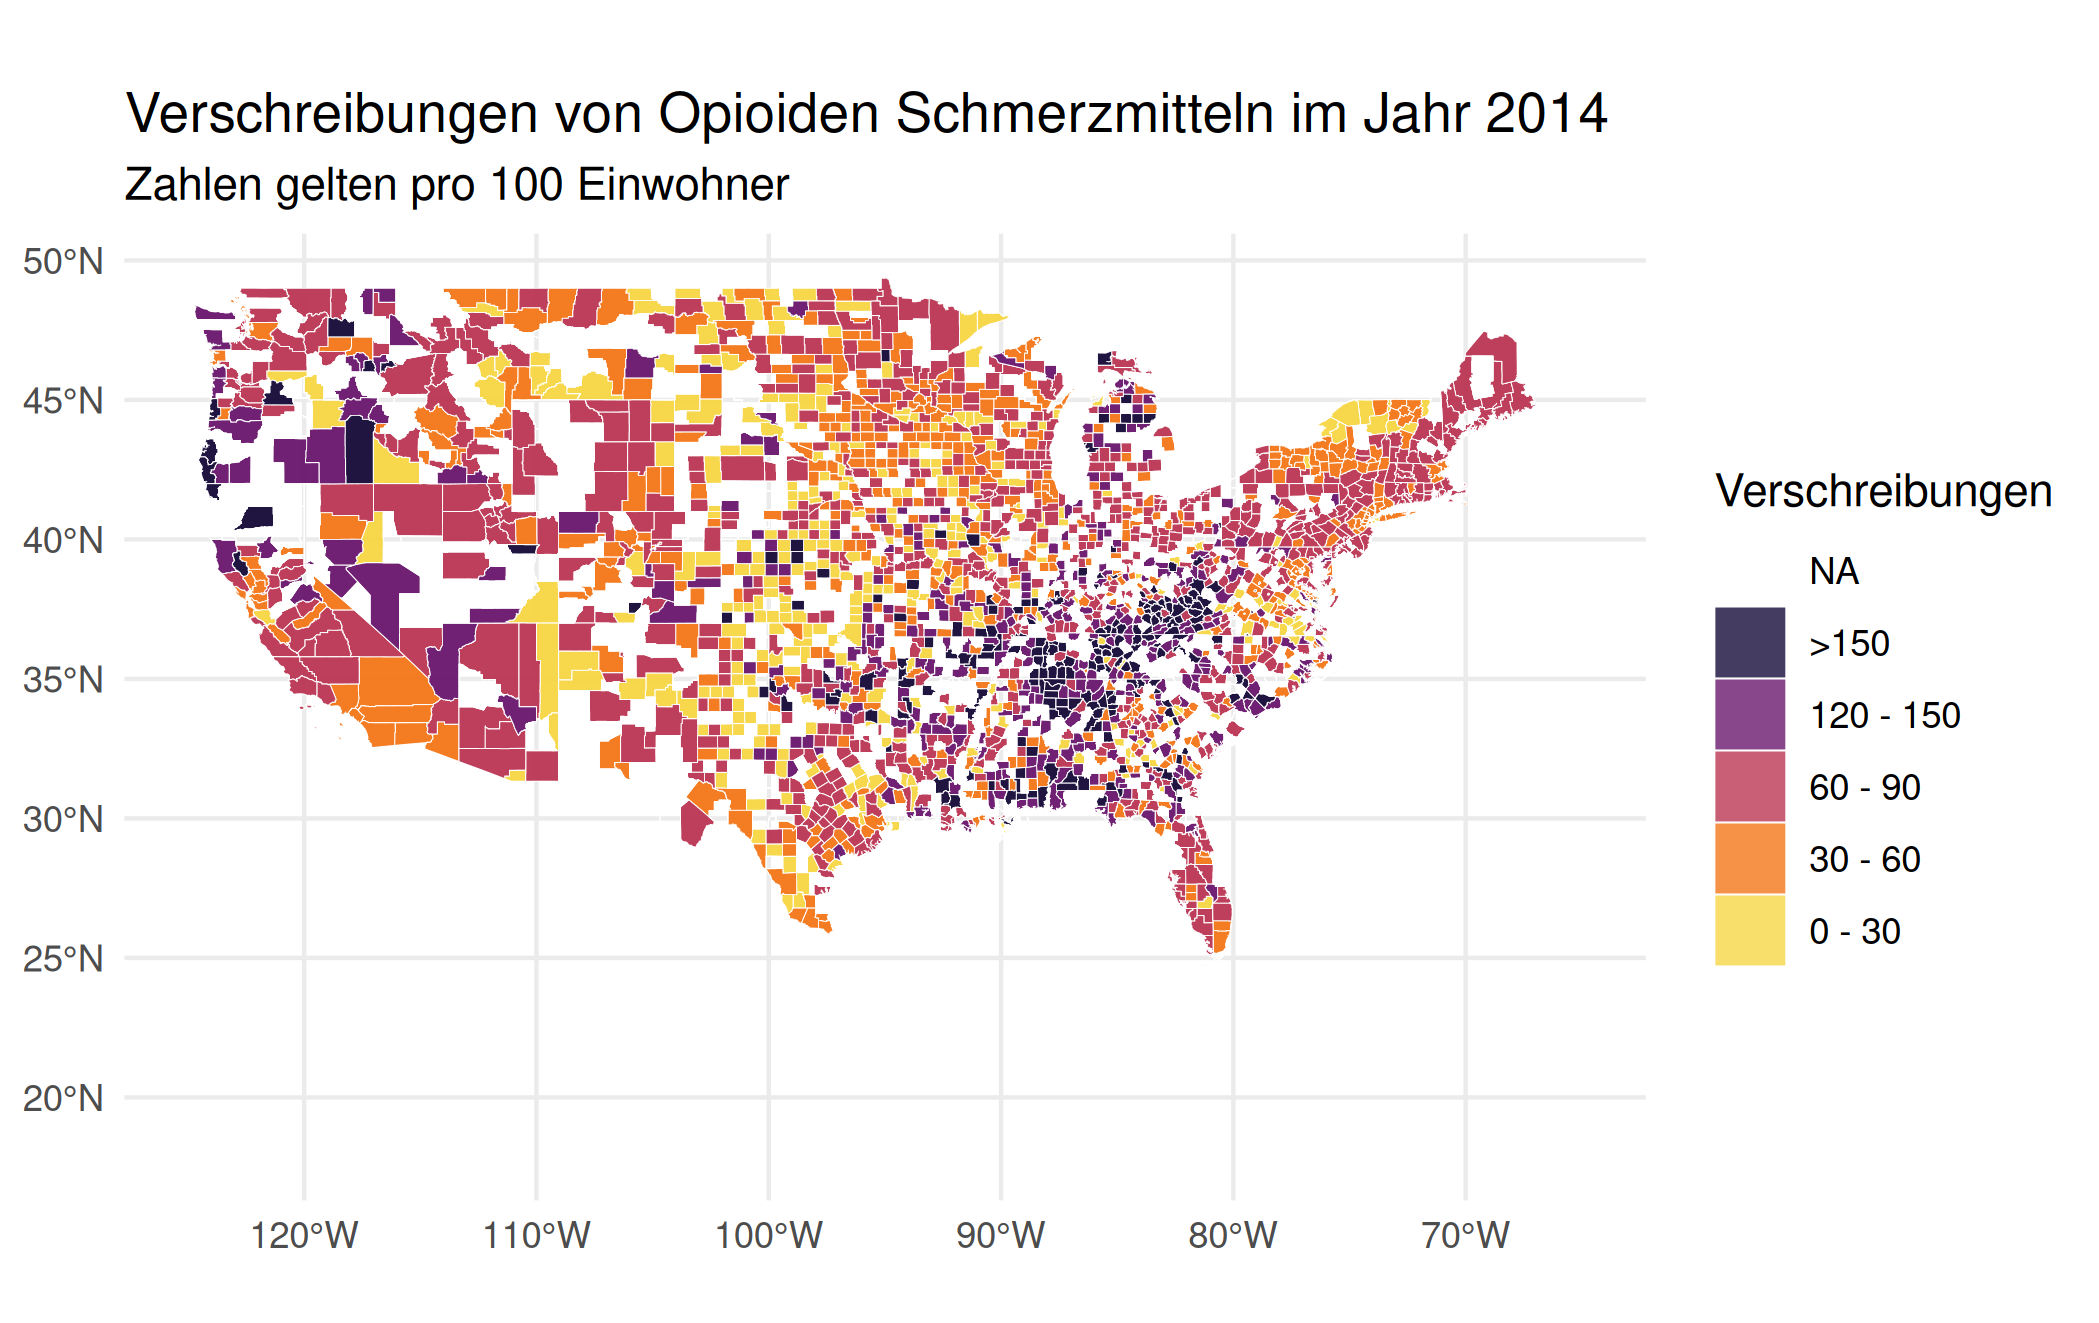 Verschreibungen von Opioiden Schmerzmitteln im Jahr 2014
Zahlen gelten pro 100 Einwohner
50°N
45°N
40°N
35°N
30°N
25°N
20°N
120°W
110°W
100°W
90°W
80°W
70°W
Verschreibungen
NA
>150
120 - 150
60 - 90
30 - 60
0 - 30